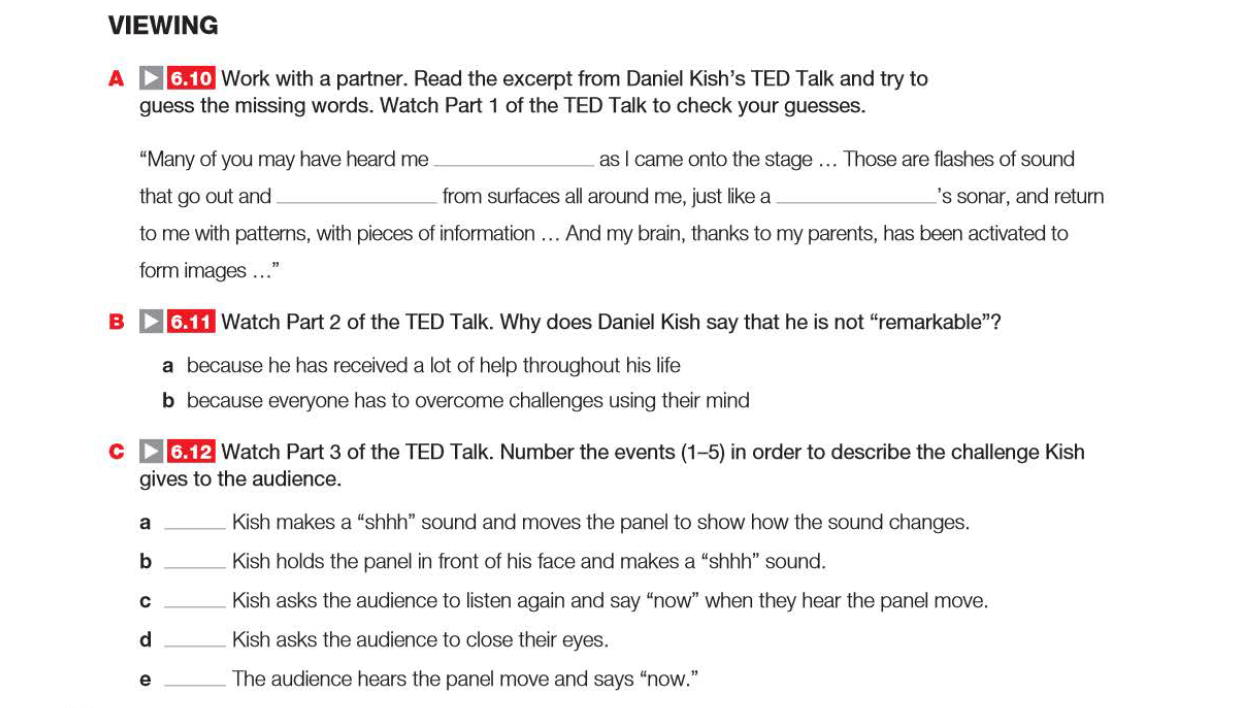 VIEWING
A 6.10 Work with a partner. Read the excerpt from Daniel Kish's TED Talk and try to
guess the missing words. Watch Part 1 of the TED Talk to check your guesses.
“Many of you may have heard me ______________ as I came onto the stage … Those are flashes of sound
that go out and ______________ from surfaces all around me, just like a ______________’s sonar, and return
to me with patterns, with pieces of information … And my brain, thanks to my parents, has been activated to
form images …”
B 6.11 Watch Part 2 of the TED Talk. Why does Daniel Kish say that he is not “remarkable”?
a because he has received a lot of help throughout his life
b because everyone has to overcome challenges using their mind
C 6.12 Watch Part 3 of the TED Talk. Number the events (1–5) in order to describe the challenge Kish
gives to the audience.
a ______ Kish makes a “shhh” sound and moves the panel to show how the sound changes.
b ______ Kish holds the panel in front of his face and makes a “shhh” sound.
c ______ Kish asks the audience to listen again and say “now” when they hear the panel move.
d ______ Kish asks the audience to close their eyes.
e ______ The audience hears the panel move and says “now.”